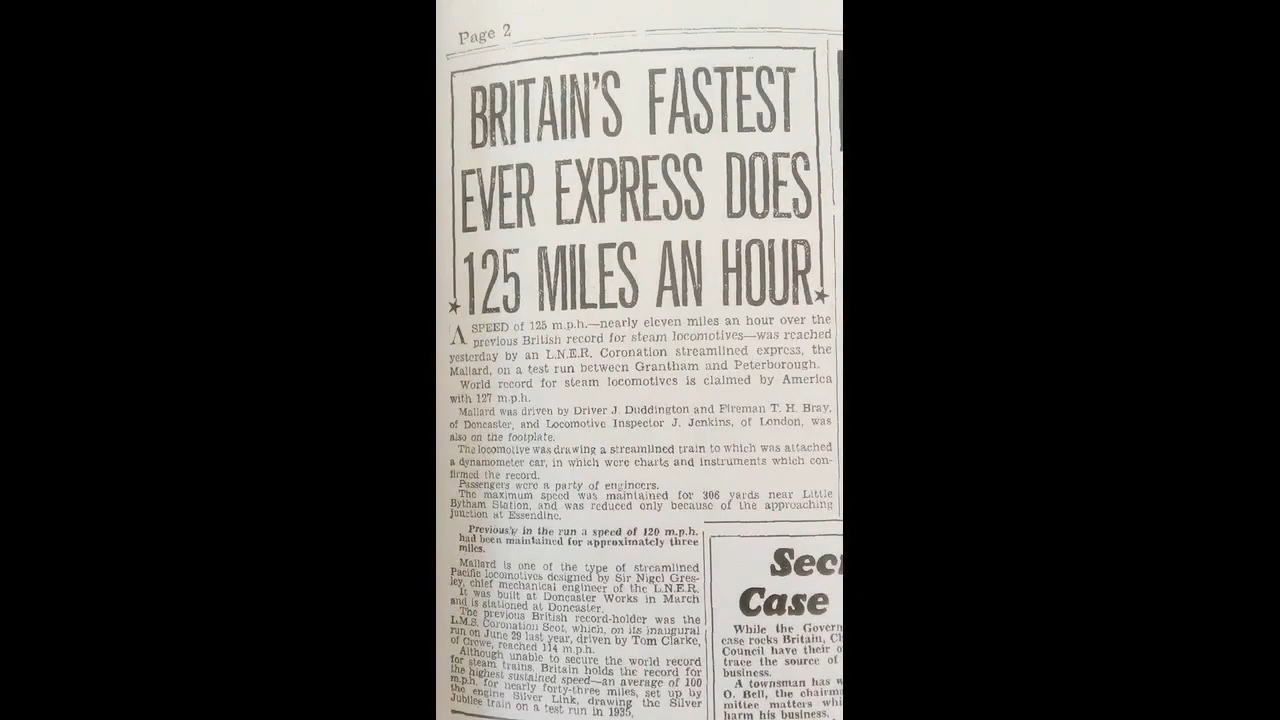 Page 2
BRITAIN'S FASTEST
EVER EXPRESS DOES
125 MILES AN HOUR
A SPEED of 125 m.p.h.—nearly eleven miles an hour over the
previous British record for steam locomotives—was reached
yesterday by an L.N.E.R. Coronation streamlined express, the
Mallard, on a test run between Grantham and Peterborough.
World record for steam locomotives is claimed by America
with 127 m.p.h.
Mallard was driven by Driver J. Duddington and Fireman T. H. Bray,
of Doncaster, and Locomotive Inspector J. Jenkins, of London, was
also on the footplate.
The locomotive was drawing a streamlined train to which was attached
a dynamometer car, in which were charts and instruments which con-
firmed the record.
Passengers were a party of engineers.
The maximum speed was maintained for 306 yards near Little
Bytham Station, and was reduced only because of the approaching
junction at Essendine.
Previously in the run a speed of 120 m.p.h.
had been maintained for approximately three
miles.
Mallard is one of the type of streamlined
Pacific locomotives designed by Sir Nigel Gres-
ley, chief mechanical engineer of the L.N.E.R.
It was built at Doncaster Works in March
and is stationed at Doncaster.
The previous British record-holder was the
L.M.S. Coronation Scot, which, on its inaugural
run on June 29 last year, driven by Tom Clarke,
of Crewe, reached 114 m.p.h.
Although unable to secure the world record
for steam trains, Britain holds the record for
the highest sustained speed—an average of 100
m.p.h. for nearly forty-three miles, set up by
the engine Silver Link, drawing the Silver
Jubilee train on a test run in 1935.
Sec
Case
While the Govern
case rocks Britain, C
Council have their o
trace the source of
business.
A townsman has w
O. Bell, the chairm
mittee matters whi
harm his business.